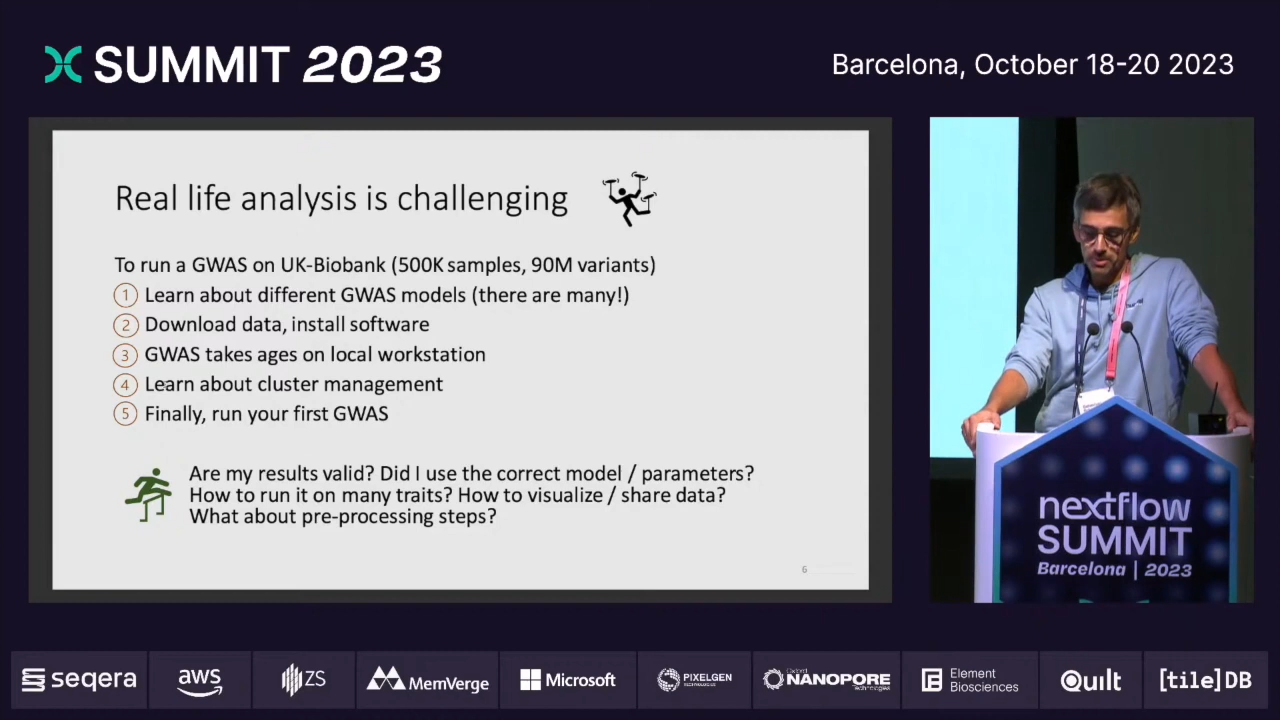 SUMMIT 2023
Barcelona, October 18-20 2023
Real life analysis is challenging
To run a GWAS on UK-Biobank (500K samples, 90M variants)
1 Learn about different GWAS models (there are many!)
2 Download data, install software
3 GWAS takes ages on local workstation
4 Learn about cluster management
5 Finally, run your first GWAS
Are my results valid? Did I use the correct model / parameters?
How to run it on many traits? How to visualize / share data?
What about pre-processing steps?
6
nextflow
SUMMIT
Barcelona | 2023
seqera
aws
ZS
MemVerge
Microsoft
PIXELGEN
TECHNOLOGIES
Oxford
NANOPORE
Technologies
Element
Biosciences
Quilt
[tile]DB